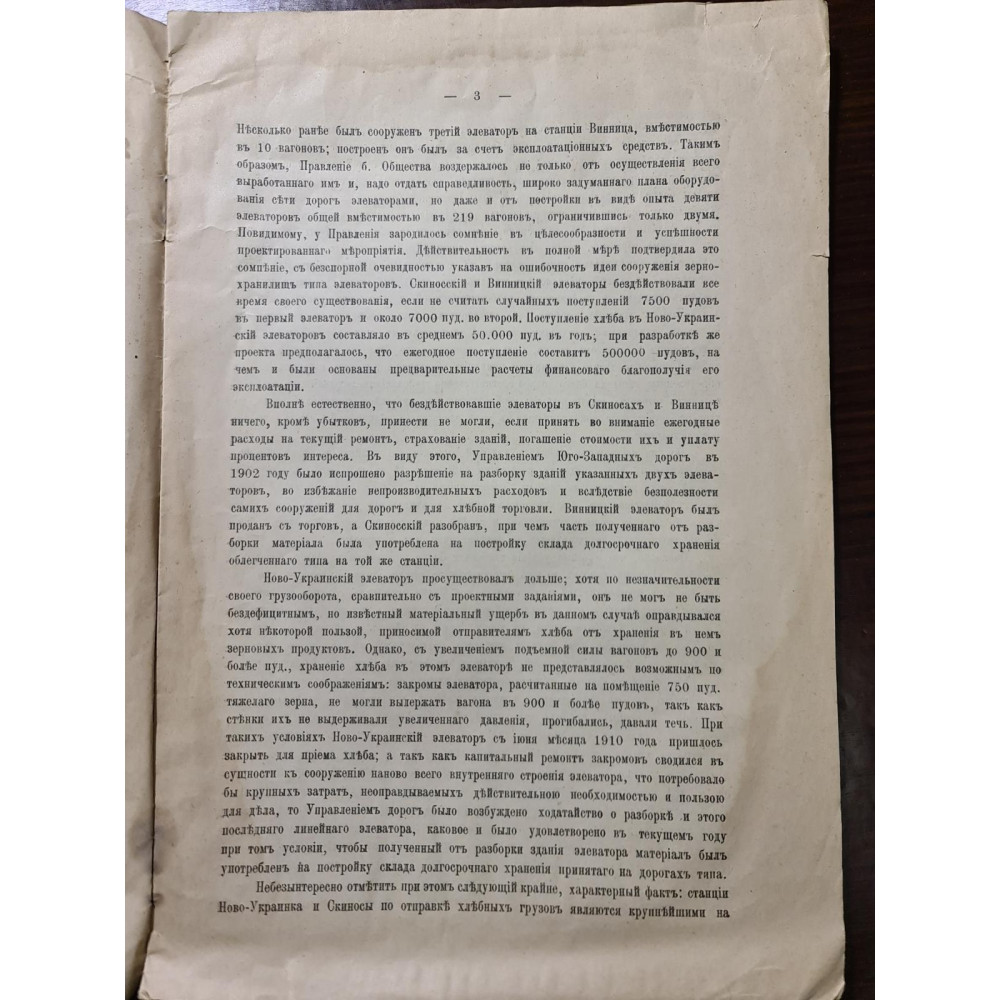 — 3 —
Нѣсколько ранѣе былъ сооруженъ третій элеваторъ на станціи Винница, вмѣстимостью
въ 10 вагоновъ; построенъ онъ былъ за счетъ эксплоатаціонныхъ средствъ. Такимъ
образомъ, Правленіе б. Общества воздержалось не только отъ осуществленія всего
выработаннаго имъ и, надо отдать справедливость, широко задуманнаго плана оборудо-
ванія сѣти дорогъ элеваторами, но даже и отъ постройки въ видѣ опыта девяти
элеваторовъ общей вмѣстимостью въ 219 вагоновъ, ограничившись только двумя.
Повидимому, у Правленія зародилось сомнѣніе въ цѣлесообразности и успѣшности
проектированнаго мѣропріятія. Дѣйствительность въ полной мѣрѣ подтвердила это
сомнѣніе, съ безспорной очевидностью указавъ на ошибочность идеи сооруженія зерно-
хранилищъ типа элеваторовъ. Скиносскій и Винницкій элеваторы бездѣйствовали все
время своего существованія, если не считать случайныхъ поступленій 7500 пудовъ
въ первый элеваторъ и около 7000 пуд. во второй. Поступленіе хлѣба въ Ново-Украин-
скій элеваторовъ составляло въ среднемъ 50.000 пуд. въ годъ; при разработкѣ же
проекта предполагалось, что ежегодное поступленіе составитъ 500000 пудовъ, на
чемъ и были основаны предварительные расчеты финансоваго благополучія его
эксплоатаціи.
Вполнѣ естественно, что бездѣйствовавшіе элеваторы въ Скиносахъ и Винницѣ
ничего, кромѣ убытковъ, принести не могли, если принять во вниманіе ежегодные
расходы на текущій ремонтъ, страхованіе зданій, погашеніе стоимости ихъ и уплату
процентовъ интереса. Въ виду этого, Управленіемъ Юго-Западныхъ дорогъ въ
1902 году было испрошено разрѣшеніе на разборку зданій указанныхъ двухъ элева-
торовъ, во избѣжаніе непроизводительныхъ расходовъ и вслѣдствіе безполезности
самихъ сооруженій для дорогъ и для хлѣбной торговли. Винницкій элеваторъ былъ
проданъ съ торговъ, а Скиносскій разобранъ, при чемъ часть полученнаго отъ раз-
борки матеріала была употреблена на постройку склада долгосрочнаго храненія
облегченнаго типа на той же станціи.
Ново-Украинскій элеваторъ просуществовалъ дольше; хотя по незначительности
своего грузооборота, сравнительно съ проектными заданіями, онъ не могъ не быть
бездефицитнымъ, но извѣстный матеріальный ущербъ въ данномъ случаѣ оправдывался
хотя нѣкоторой пользой, приносимой отправителямъ хлѣба отъ храненія въ немъ
зерновыхъ продуктовъ. Однако, съ увеличеніемъ подъемной силы вагоновъ до 900 и
болѣе пуд., храненіе хлѣба въ этомъ элеваторѣ не представлялось возможнымъ по
техническимъ соображеніямъ: закромы элеватора, расчитанные на помѣщеніе 750 пуд.
тяжелаго зерна, не могли выдержать вагона въ 900 и болѣе пудовъ, такъ какъ
стѣнки ихъ не выдерживали увеличеннаго давленія, прогибались, давали течь. При
такихъ условіяхъ Ново-Украинскій элеваторъ съ іюня мѣсяца 1910 года пришлось
закрыть для пріема хлѣба; а такъ какъ капитальный ремонтъ закромовъ сводился въ
сущности къ сооруженію наново всего внутренняго строенія элеватора, что потребовало
бы крупныхъ затратъ, неоправдываемыхъ дѣйствительною необходимостью и пользою
для дѣла, то Управленіемъ дорогъ было возбуждено ходатайство о разборкѣ и этого
послѣдняго линейнаго элеватора, каковое и было удовлетворено въ текущемъ году
при томъ условіи, чтобы полученный отъ разборки зданія элеватора матеріалъ былъ
употребленъ на постройку склада долгосрочнаго храненія принятаго на дорогахъ типа.
Небезынтересно отмѣтить при этомъ слѣдующій крайне, характерный фактъ: станціи
Ново-Украинка и Скиносы по отправкѣ хлѣбныхъ грузовъ являются крупнѣйшими на